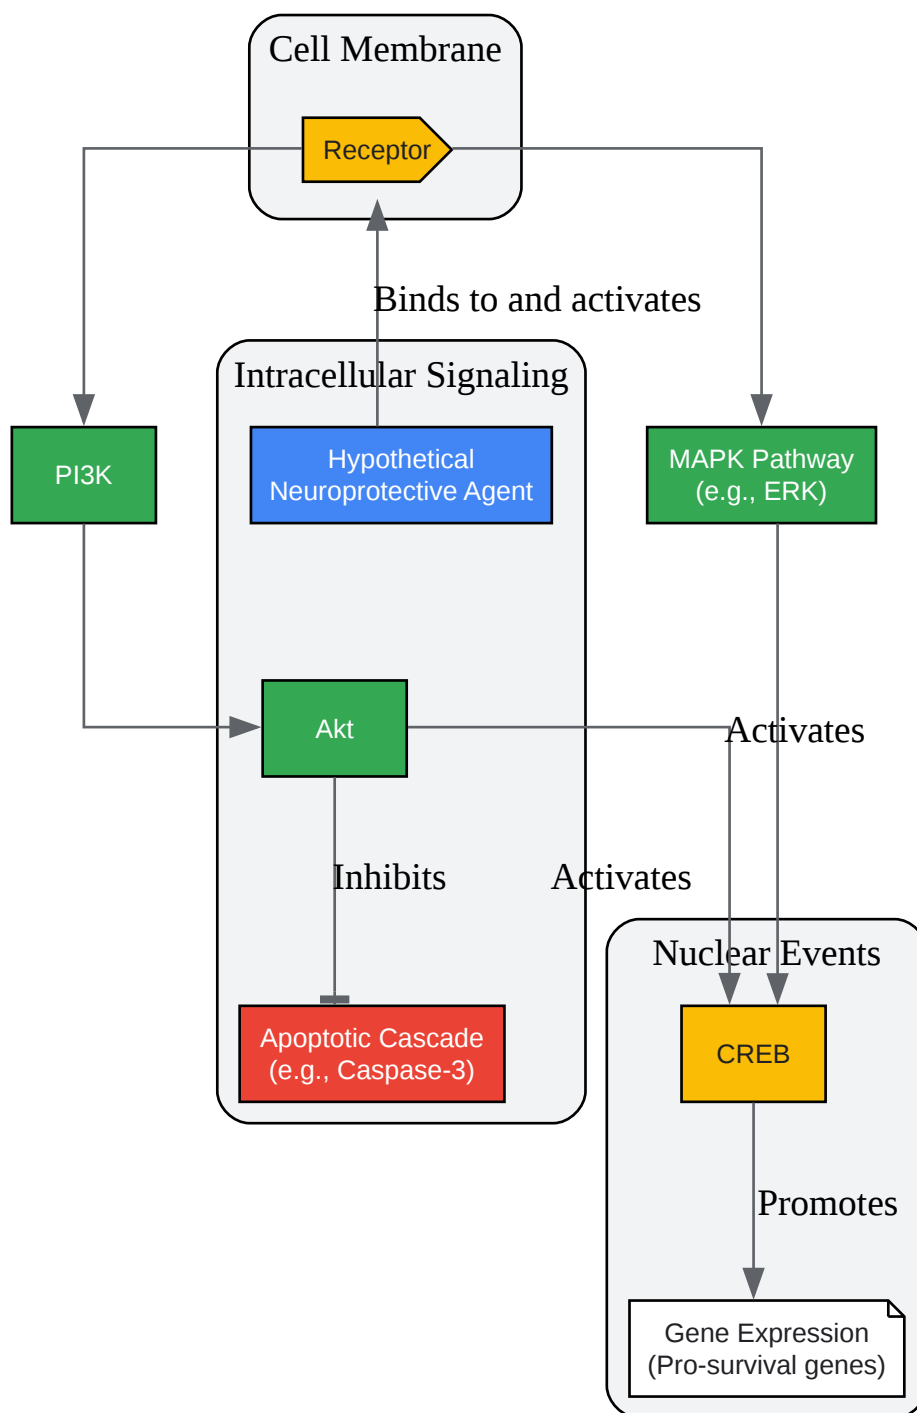 Cell Membrane
Receptor
Binds to and activates
Intracellular Signaling
PI3K
Hypothetical
Neuroprotective Agent
MAPK Pathway
(e.g., ERK)
Akt
Activates
Inhibits
Activates
Nuclear Events
Apoptotic Cascade
(e.g., Caspase-3)
CREB
Promotes
Gene Expression
(Pro-survival genes)